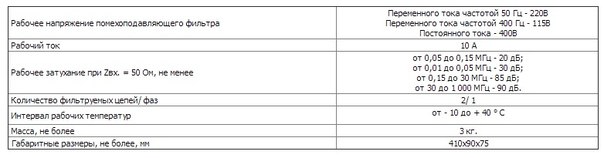 Рабочее напряжение помехоподавляющего фильтра
Переменного тока частотой 50 Гц - 220В
Переменного тока частотой 400 Гц - 115В
Постоянного тока - 400В
Рабочий ток
10 А
Рабочее затухание при Zвх. = 50 Ом, не менее
от 0,05 до 0,15 МГц - 20 дБ;
от 0,01 до 0,05 МГц - 30 дБ;
от 0,15 до 30 МГц - 85 дБ;
от 30 до 1 000 МГц - 90 дБ.
Количество фильтруемых цепей/ фаз
2/ 1
Интервал рабочих температур
от - 10 до + 40 ° С
Масса, не более
3 кг.
Габаритные размеры, не более, мм
410х90х75